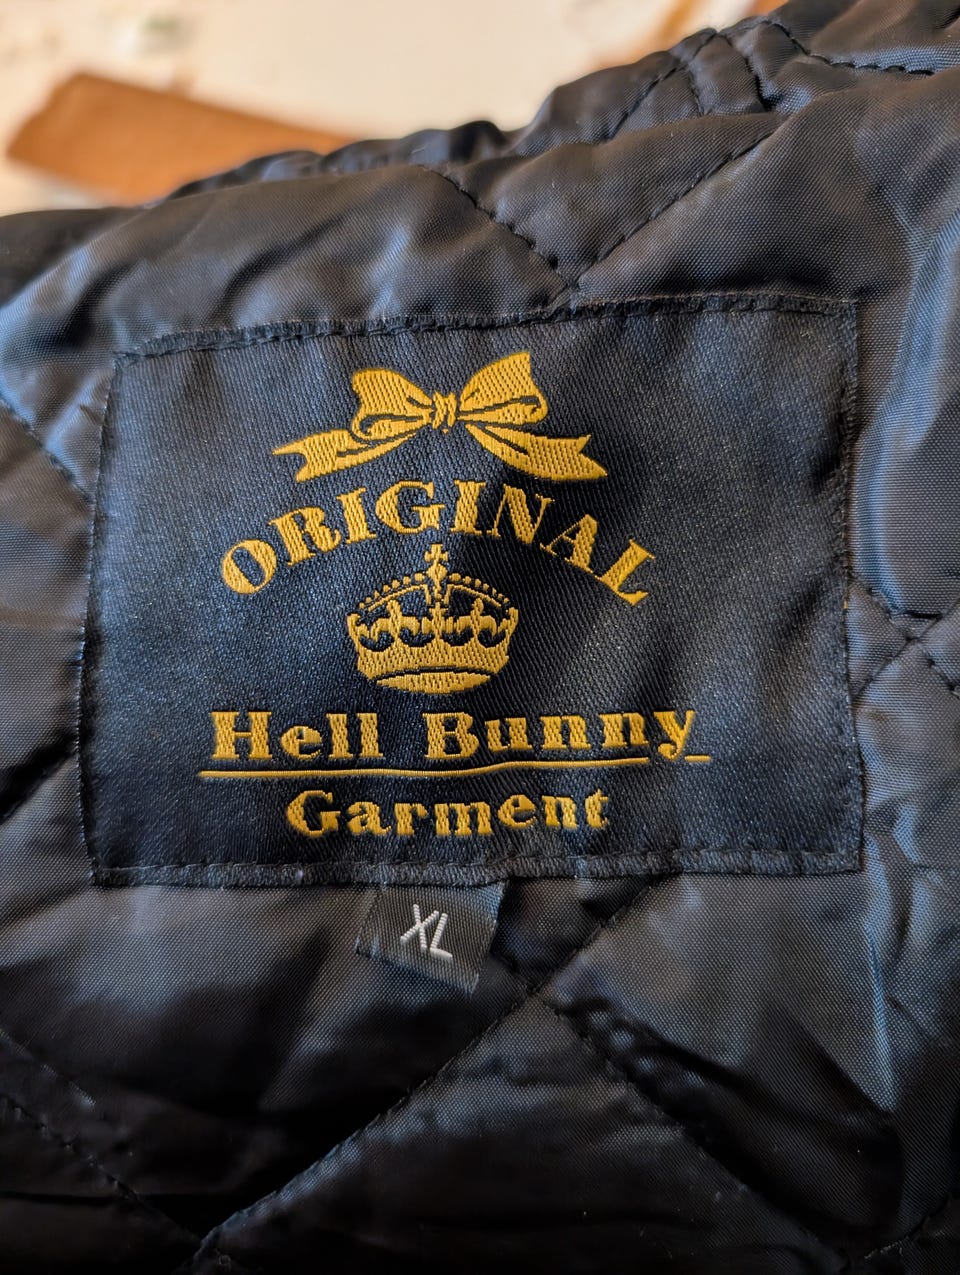 ORIGINAL
Hell Bunny
Garment
XL